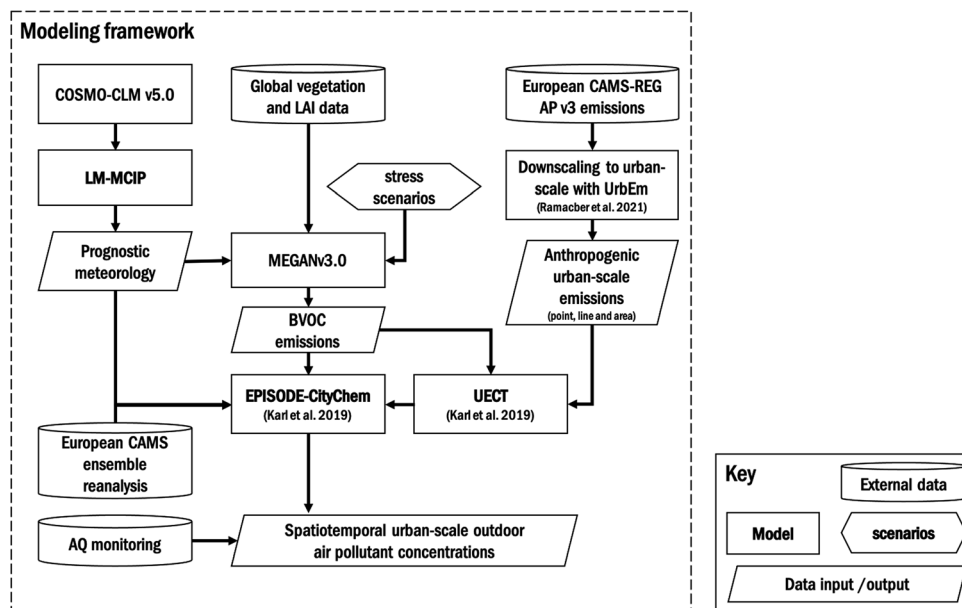 Modeling framework
COSMO-CLM v5.0
Global vegetation
and LAI data
European CAMS-REG
AP v3 emissions
LM-MCIP
stress
scenarios
Downscaling to urban-
scale with UrbEm
(Ramacber et al. 2021)
Prognostic
meteorology
MEGANv3.0
Anthropogenic
urban-scale
emissions
(point, line and area)
BVOC
emissions
EPISODE-CityChem
(Karl et al. 2019)
UECT
(Karl et al. 2019)
European CAMS
ensemble
reanalysis
AQ monitoring
Spatiotemporal urban-scale outdoor
air pollutant concentrations
Key
External data
Model
scenarios
Data input /output